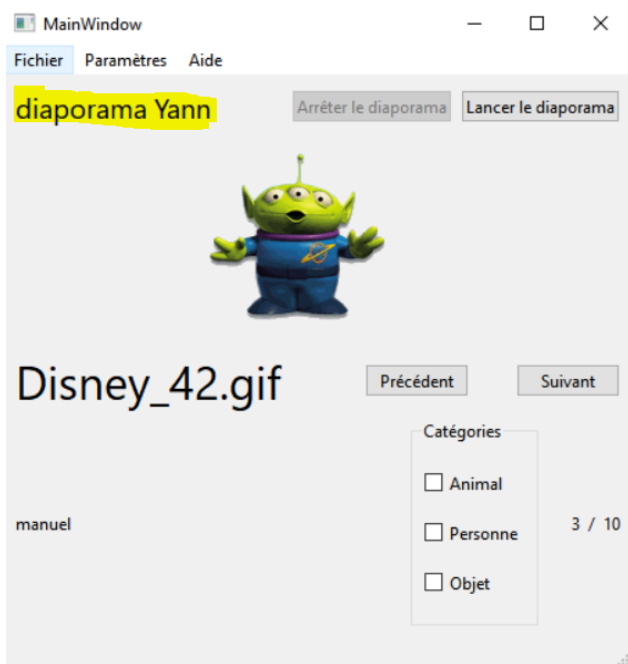 MainWindow
Fichier Paramètres Aide
diaporama Yann
Arrêter le diaporama
Lancer le diaporama
Disney_42.gif
Précédent
Suivant
Catégories
Animal
manuel
Personne
3 / 10
Objet